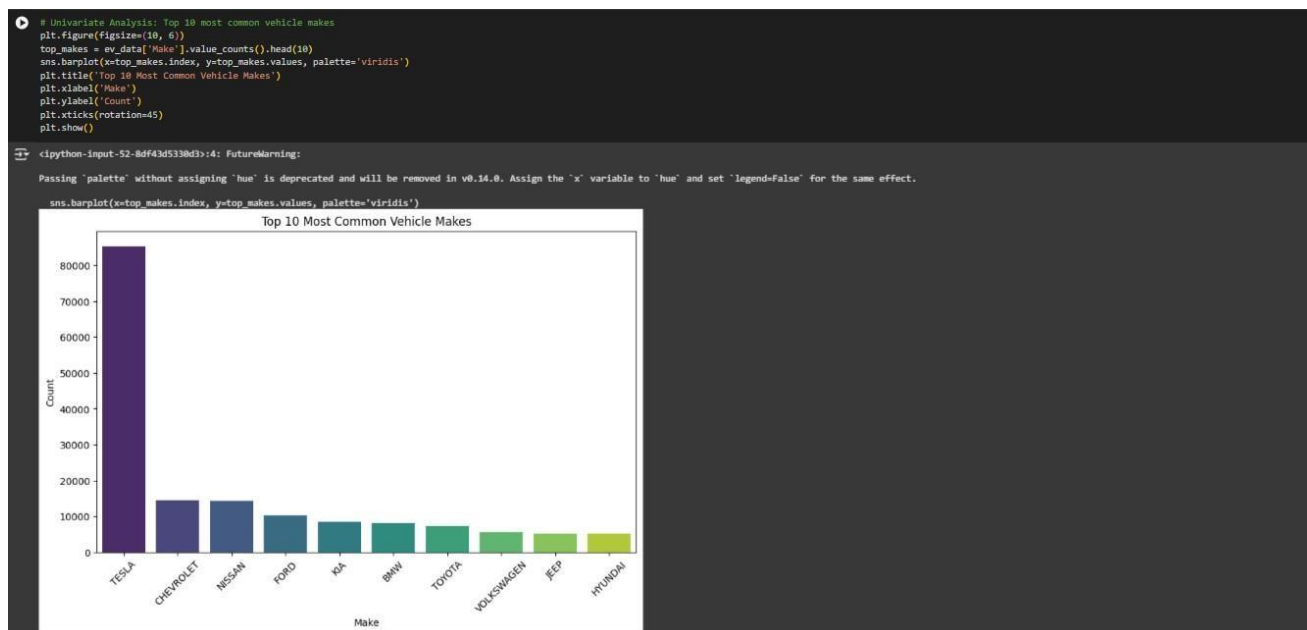 # Univariate Analysis: Top 10 most common vehicle makes
plt.figure(figsize=(10, 6))
top_makes = ev_data['Make'].value_counts().head(10)
sns.barplot(x=top_makes.index, y=top_makes.values, palette='viridis')
plt.title('Top 10 Most Common Vehicle Makes')
plt.xlabel('Make')
plt.ylabel('Count')
plt.xticks(rotation=45)
plt.show()
<ipython-input-52-8df43d5330d3>:4: FutureWarning:
Passing `palette` without assigning `hue` is deprecated and will be removed in v0.14.0. Assign the `x` variable to `hue` and set `legend=False` for the same effect.
sns.barplot(x=top_makes.index, y=top_makes.values, palette='viridis')
Top 10 Most Common Vehicle Makes
80000
70000
60000
50000
40000
30000
20000
10000
0
Count
TESLA
CHEVROLET
NISSAN
FORD
KIA
BMW
TOYOTA
VOLKSWAGEN
JEEP
HYUNDAI
Make